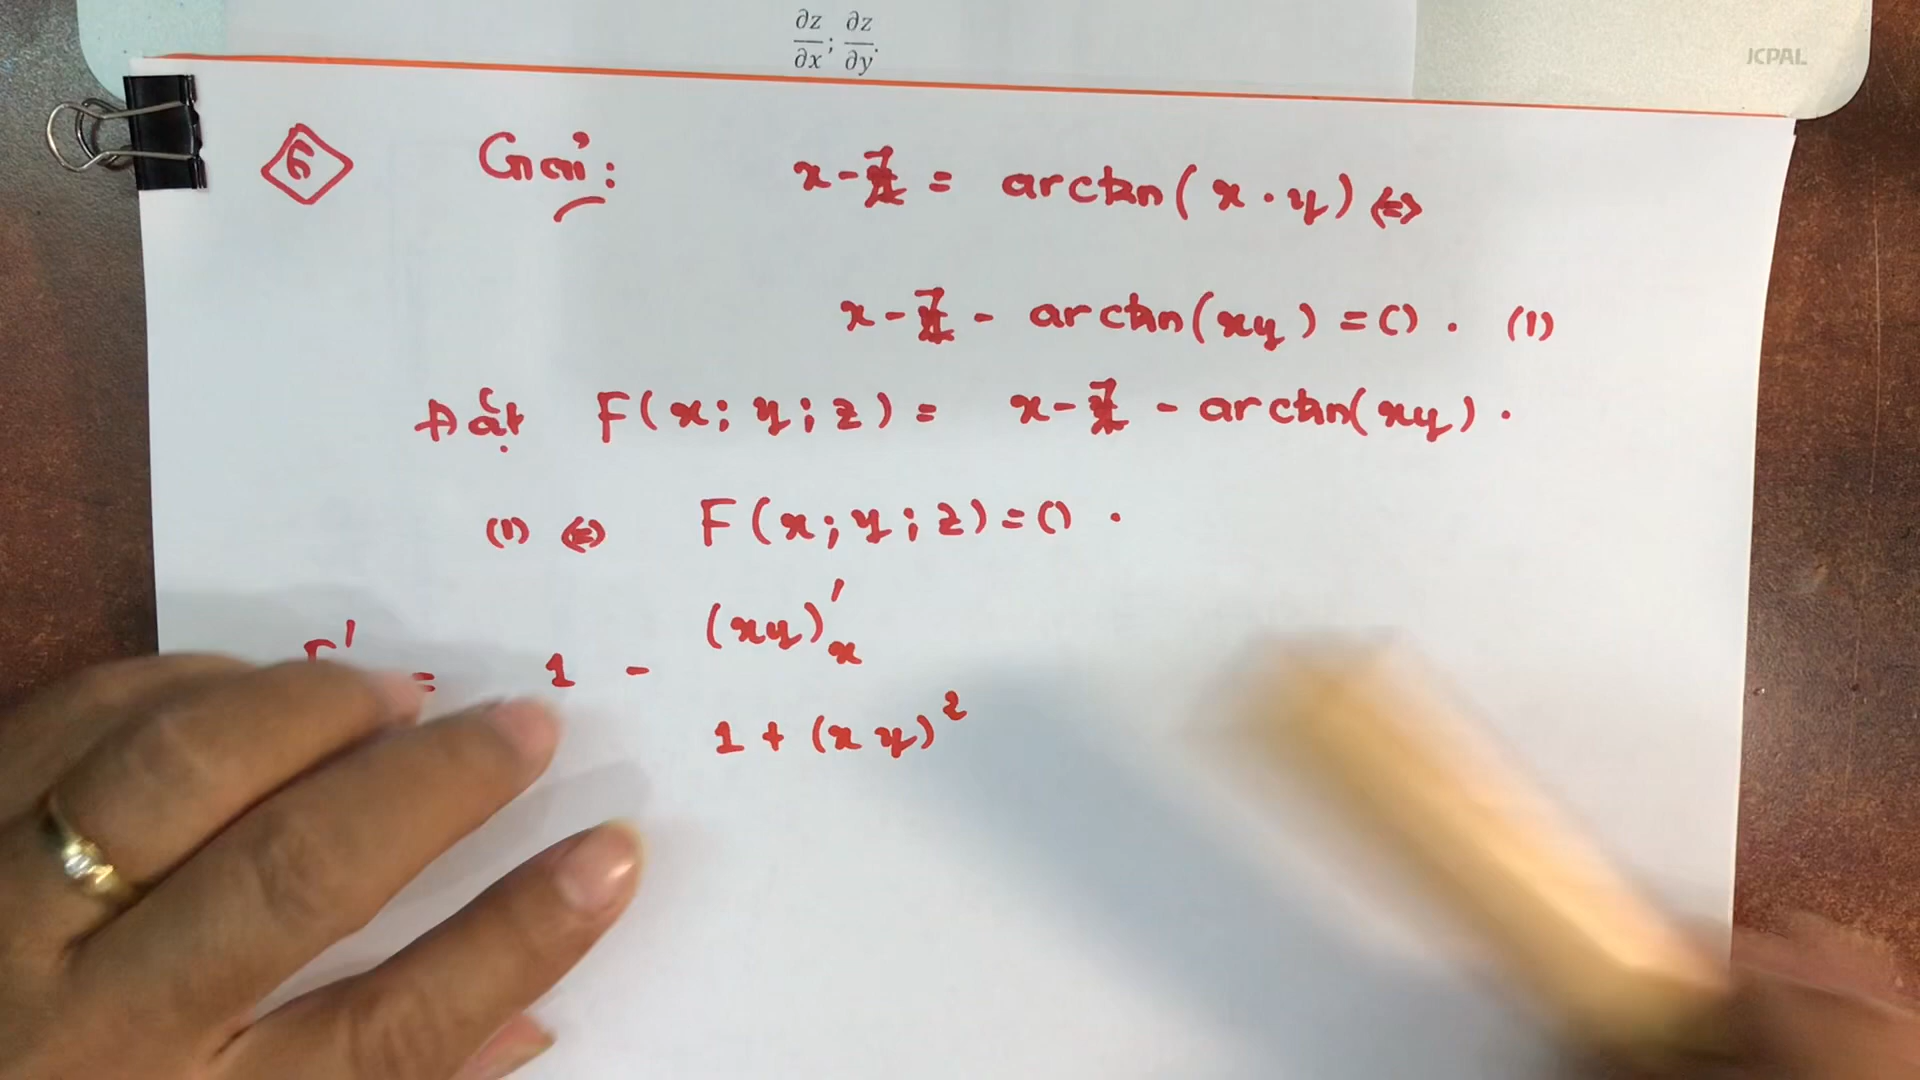 ∂z/∂x; ∂z/∂y.
JCPAL
6 Giải: x - z = arctan(x·y) ⇔
x - z - arctan(xy) = 0. (1)
Đặt F(x;y;z) = x - z - arctan(xy).
(1) ⇔ F(x;y;z) = 0.
(xy)'x
= 1 -
1 + (xy)²